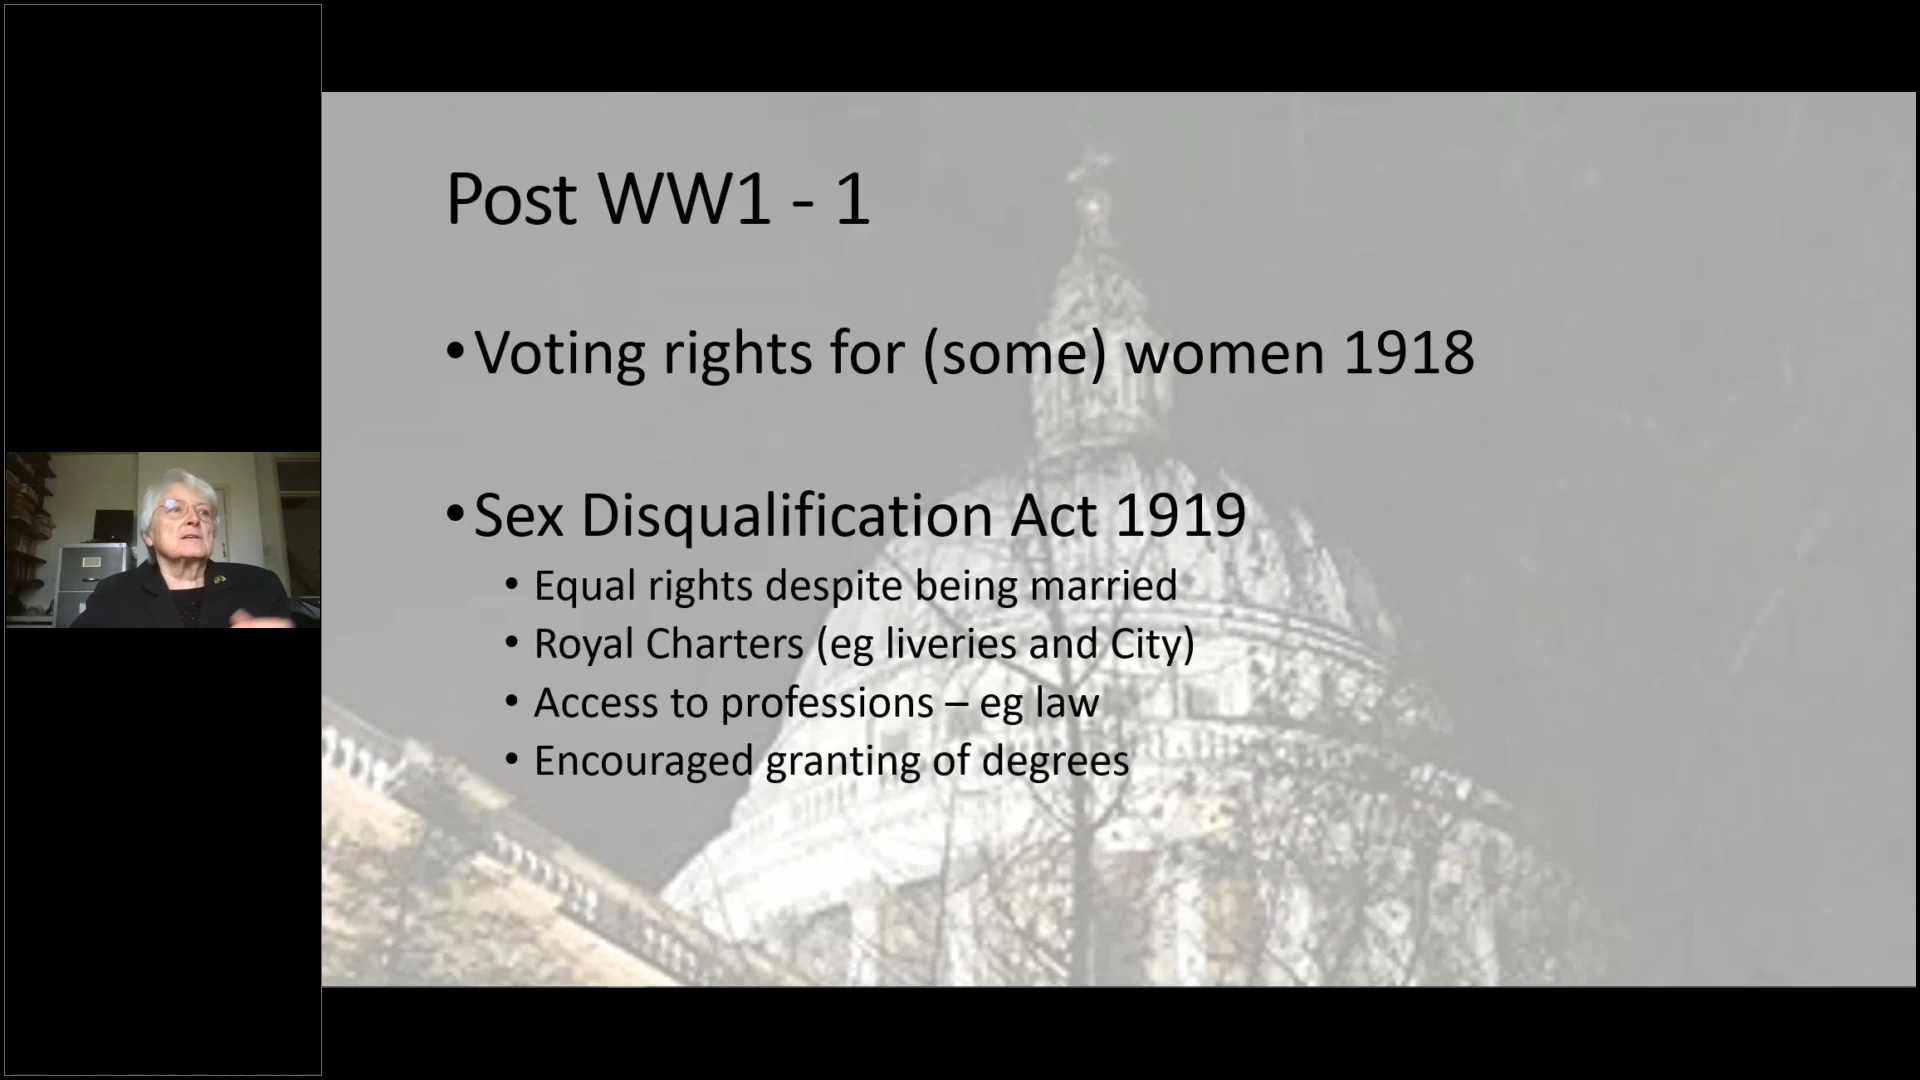 Post WW1 - 1
•Voting rights for (some) women 1918
•Sex Disqualification Act 1919
• Equal rights despite being married
• Royal Charters (eg liveries and City)
• Access to professions – eg law
• Encouraged granting of degrees